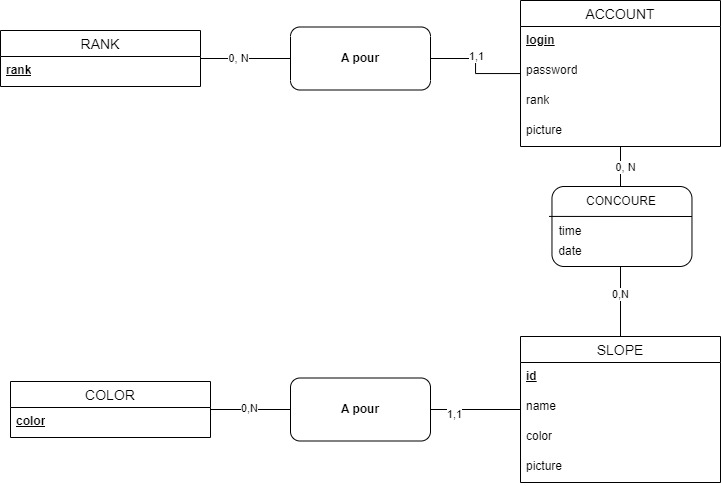 RANK
rank
0, N
A pour
1,1
ACCOUNT
login
password
rank
picture
0, N
CONCOURE
time
date
0,N
SLOPE
id
name
color
picture
COLOR
color
0,N
A pour
1,1